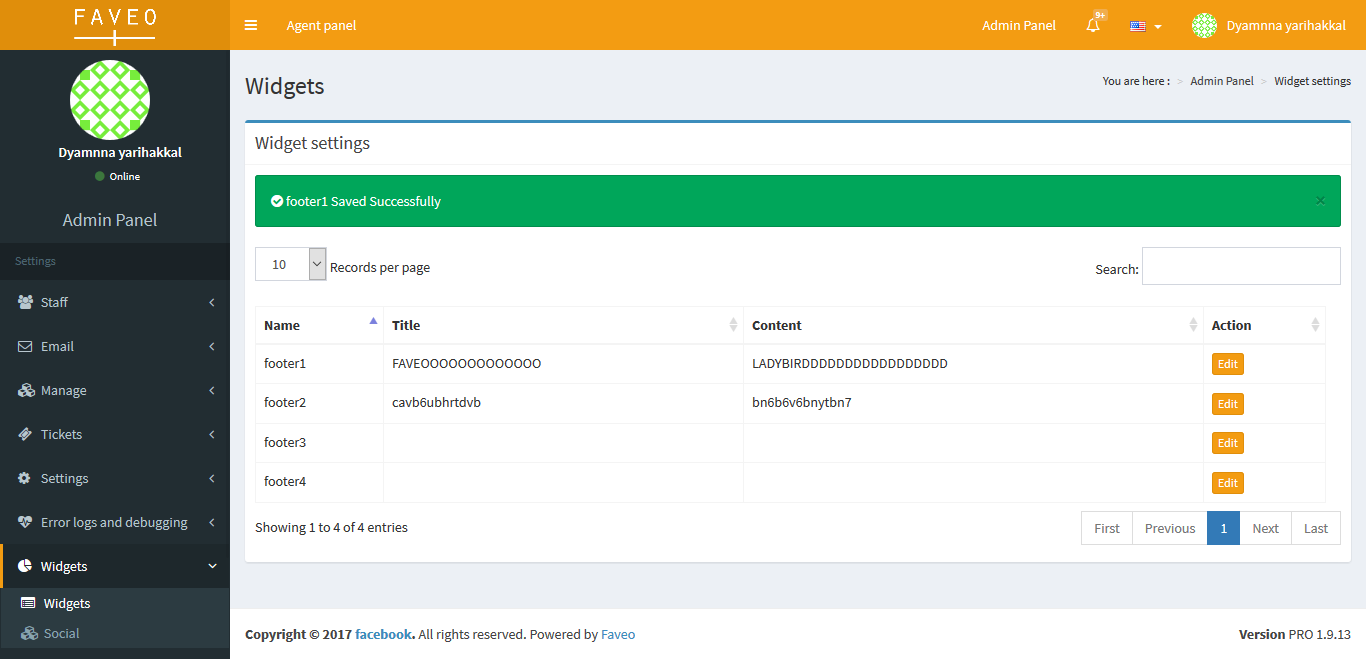 FAVEO
Agent panel
Admin Panel
9+
Dyamnna yarihakkal
Dyamnna yarihakkal
Online
Admin Panel
Settings
Staff
Email
Manage
Tickets
Settings
Error logs and debugging
Widgets
Widgets
Social
Widgets
You are here : > Admin Panel > Widget settings
Widget settings
footer1 Saved Successfully ×
10 Records per page
Search:
Name Title Content Action
footer1 FAVEOOOOOOOOOOOOO LADYBIRDDDDDDDDDDDDDDDDDD Edit
footer2 cavb6ubhrtdvb bn6b6v6bnytbn7 Edit
footer3 Edit
footer4 Edit
Showing 1 to 4 of 4 entries
First Previous 1 Next Last
Copyright © 2017 facebook. All rights reserved. Powered by Faveo
Version PRO 1.9.13